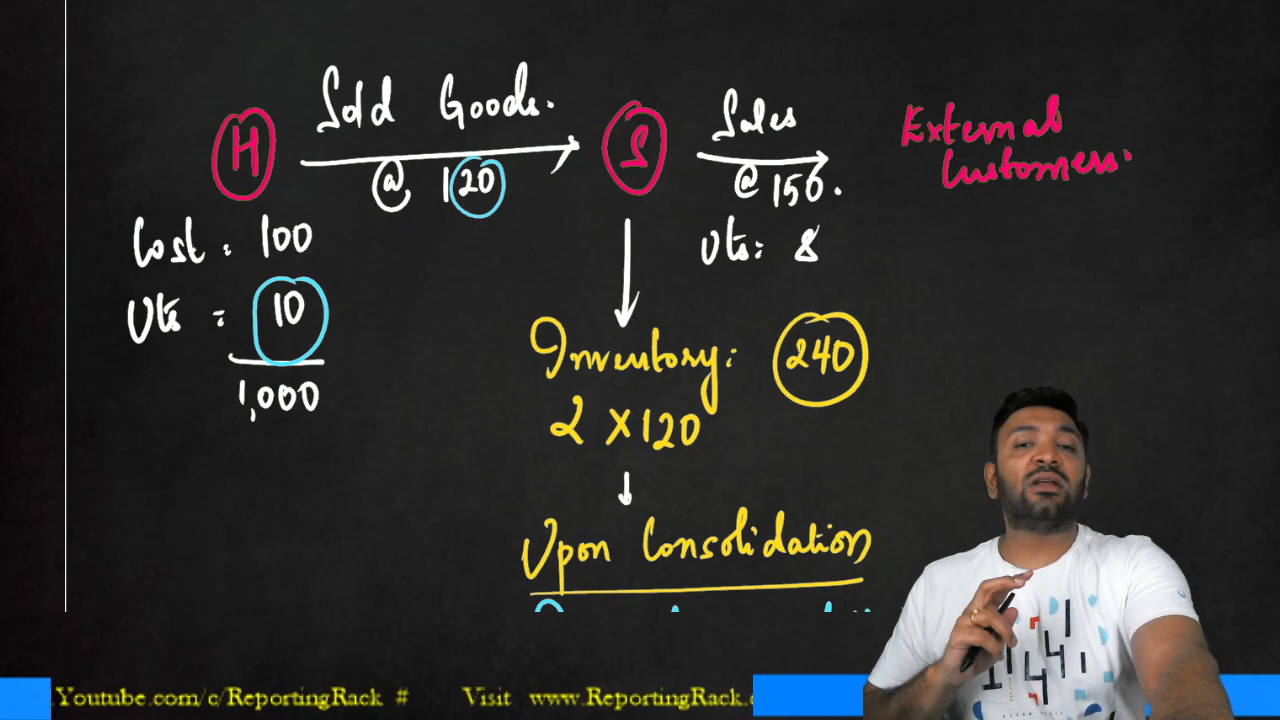 Sold Goods.
H
@ 120
S
Sales
@ 150.
External
Customers.
Cost : 100
Uts : 10
1,000
Uts: 8
Inventory: 240
2 X 120
Upon Consolidation
Youtube.com/c/ReportingRack # Visit www.ReportingRack.